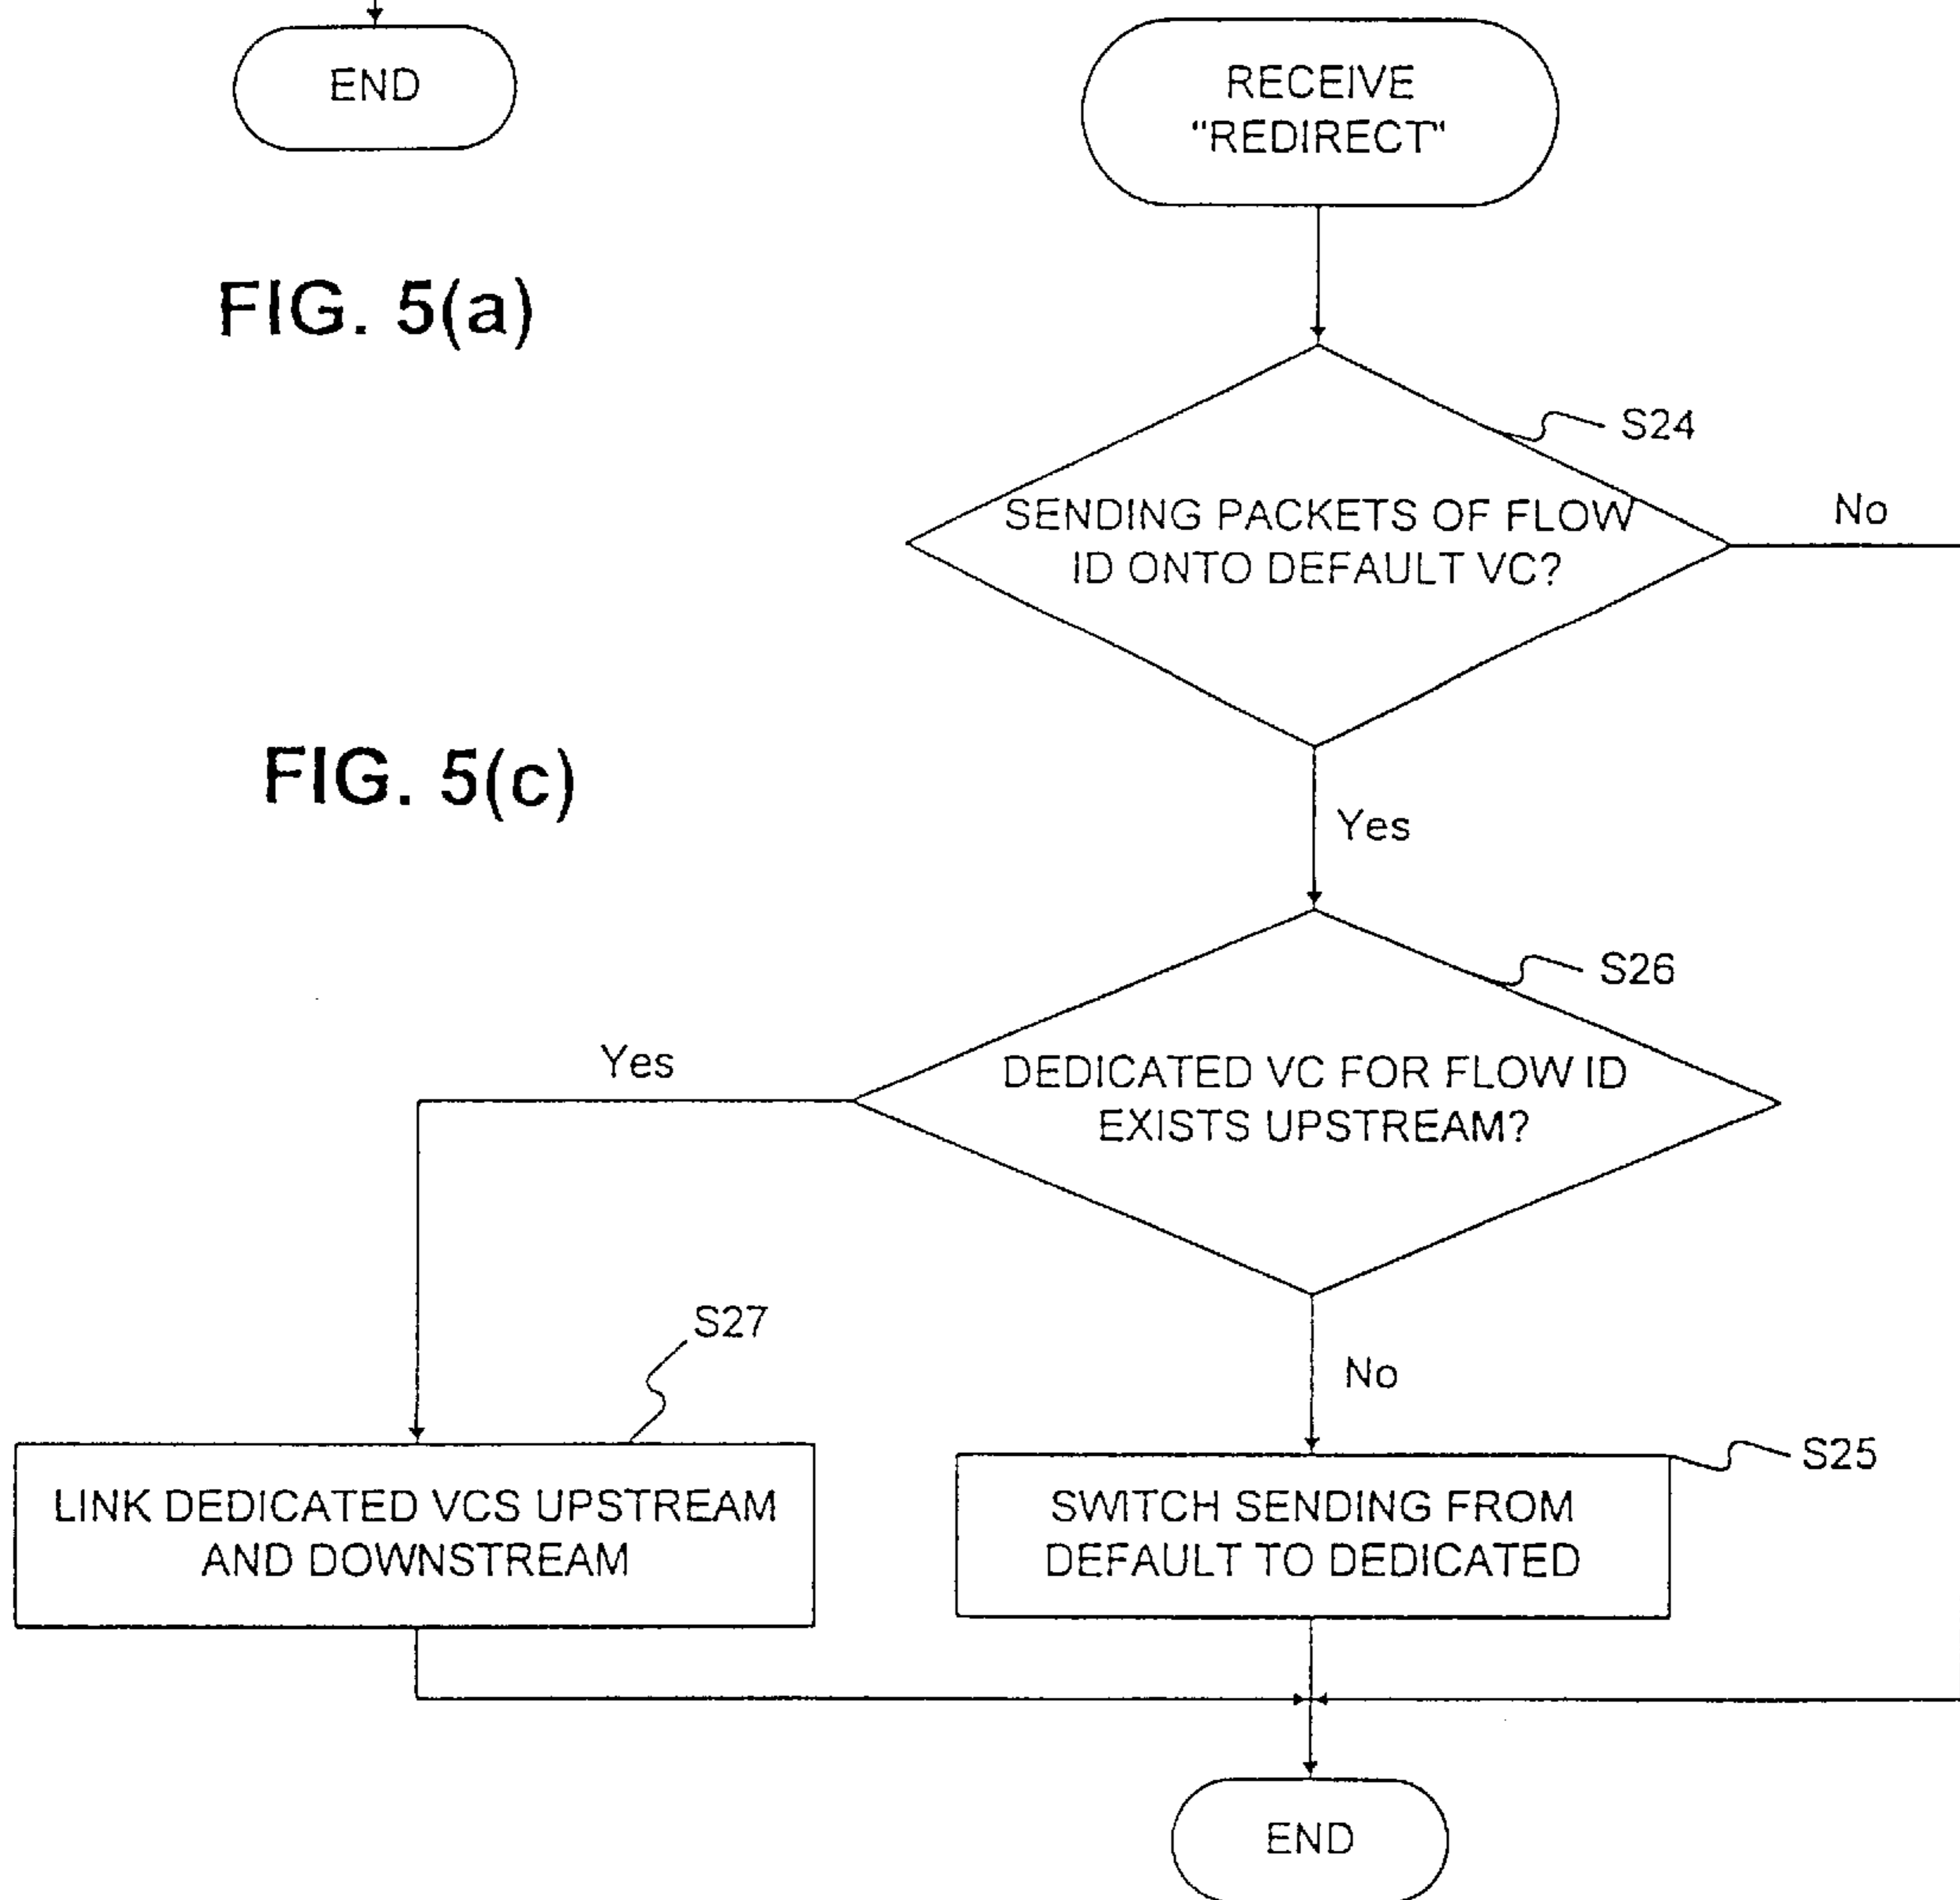 END
RECEIVE
"REDIRECT"
FIG. 5(a)
S24
SENDING PACKETS OF FLOW
ID ONTO DEFAULT VC?
No
FIG. 5(c)
Yes
S26
DEDICATED VC FOR FLOW ID
EXISTS UPSTREAM?
Yes
S27
No
S25
LINK DEDICATED VCS UPSTREAM
AND DOWNSTREAM
SWITCH SENDING FROM
DEFAULT TO DEDICATED
END